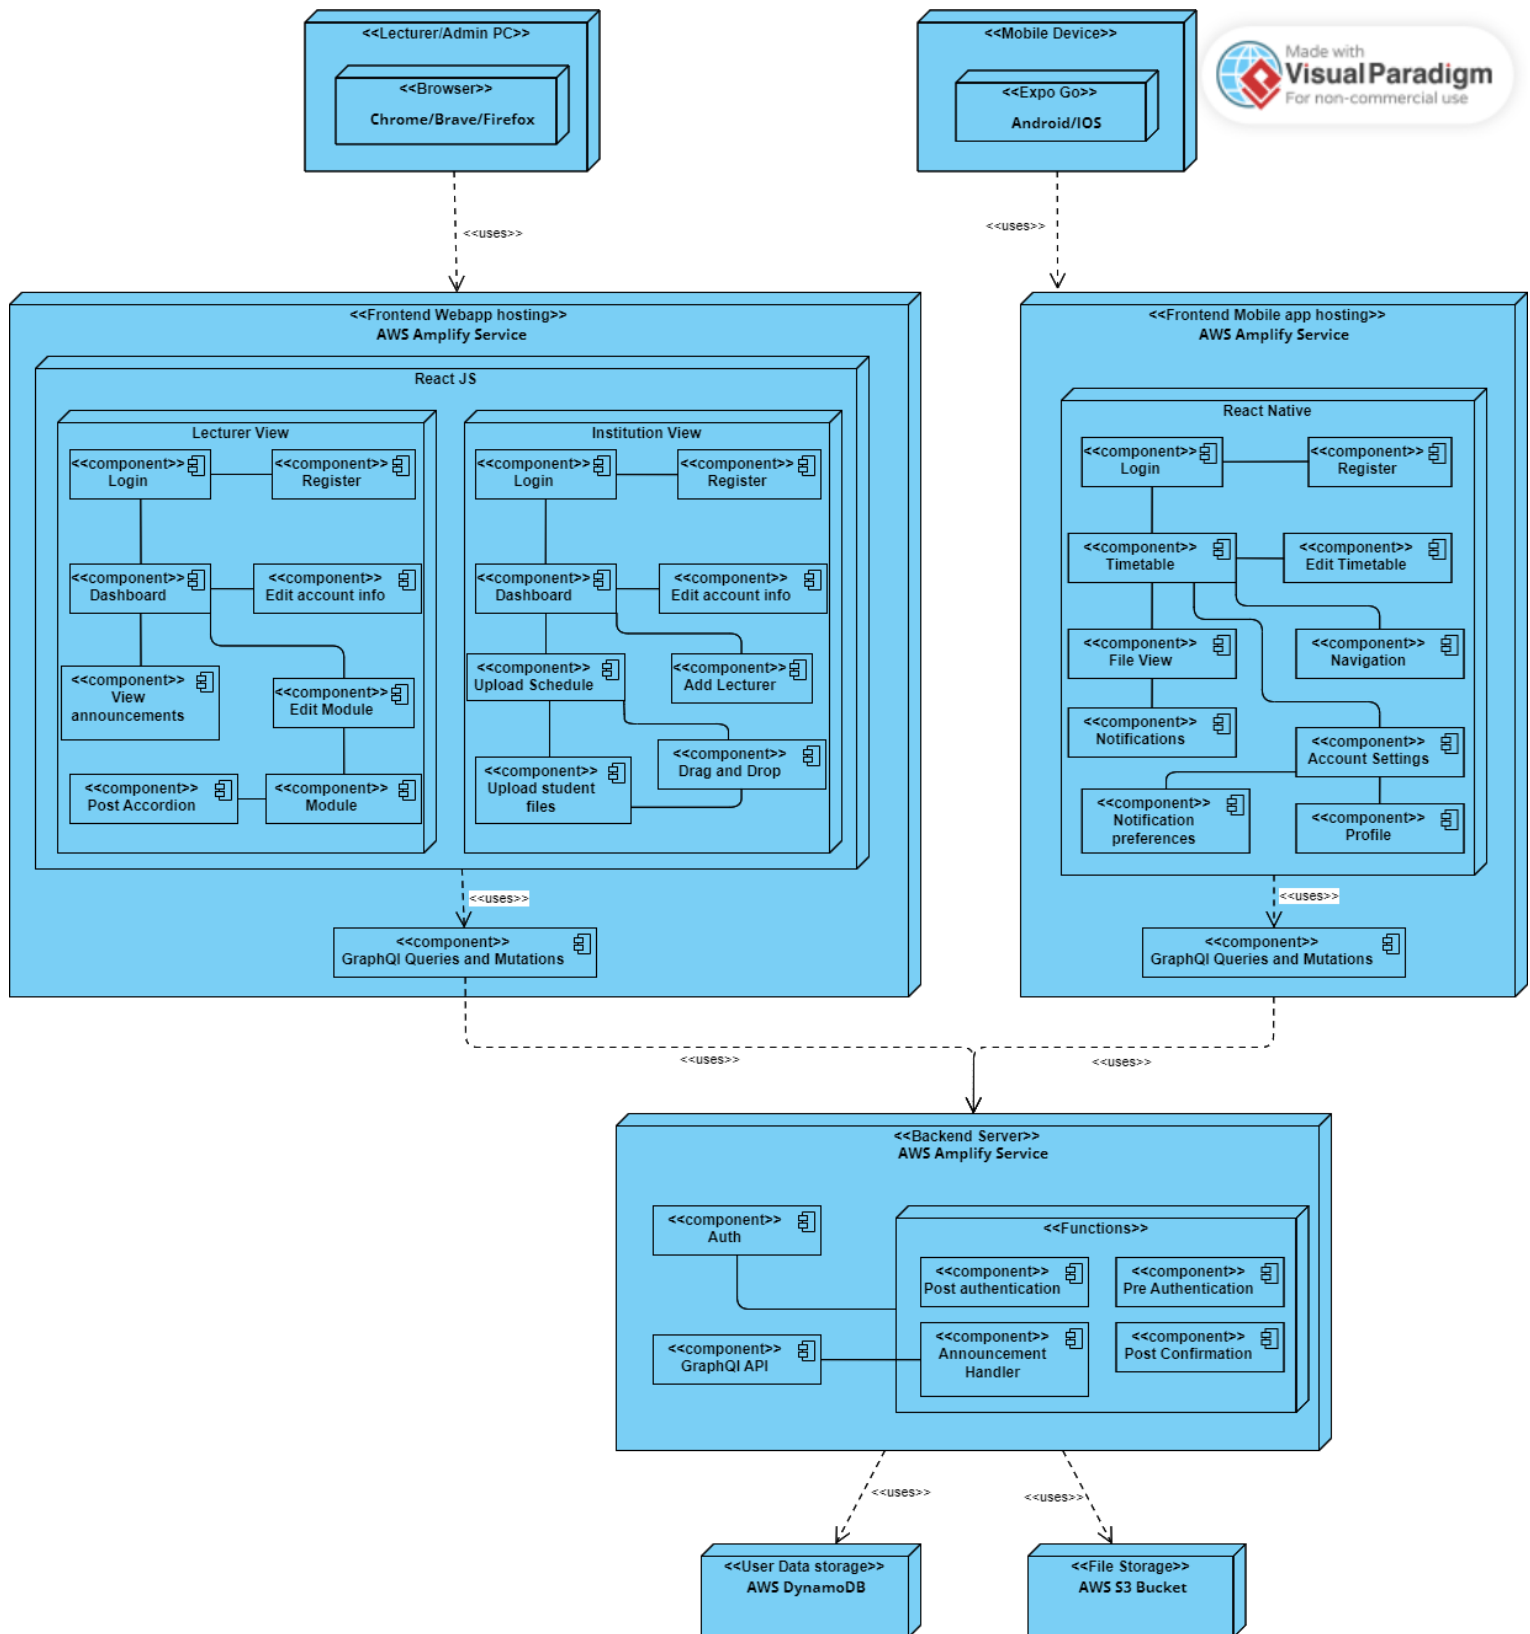 <<Lecturer/Admin PC>>
<<Browser>>
Chrome/Brave/Firefox
<<Mobile Device>>
<<Expo Go>>
Android/IOS
Made with
Visual Paradigm
For non-commercial use
<<uses>>
<<uses>>
<<Frontend Webapp hosting>>
AWS Amplify Service
React JS
Lecturer View
<<component>>
Login
<<component>>
Register
<<component>>
Dashboard
<<component>>
Edit account info
<<component>>
View
announcements
<<component>>
Edit Module
<<component>>
Post Accordion
<<component>>
Module
Institution View
<<component>>
Login
<<component>>
Register
<<component>>
Dashboard
<<component>>
Edit account info
<<component>>
Upload Schedule
<<component>>
Add Lecturer
<<component>>
Drag and Drop
<<component>>
Upload student
files
<<uses>>
<<component>>
GraphQl Queries and Mutations
<<Frontend Mobile app hosting>>
AWS Amplify Service
React Native
<<component>>
Login
<<component>>
Register
<<component>>
Timetable
<<component>>
Edit Timetable
<<component>>
File View
<<component>>
Navigation
<<component>>
Notifications
<<component>>
Account Settings
<<component>>
Notification
preferences
<<component>>
Profile
<<uses>>
<<component>>
GraphQl Queries and Mutations
<<uses>>
<<uses>>
<<Backend Server>>
AWS Amplify Service
<<component>>
Auth
<<component>>
GraphQl API
<<Functions>>
<<component>>
Post authentication
<<component>>
Pre Authentication
<<component>>
Announcement
Handler
<<component>>
Post Confirmation
<<uses>>
<<uses>>
<<User Data storage>>
AWS DynamoDB
<<File Storage>>
AWS S3 Bucket